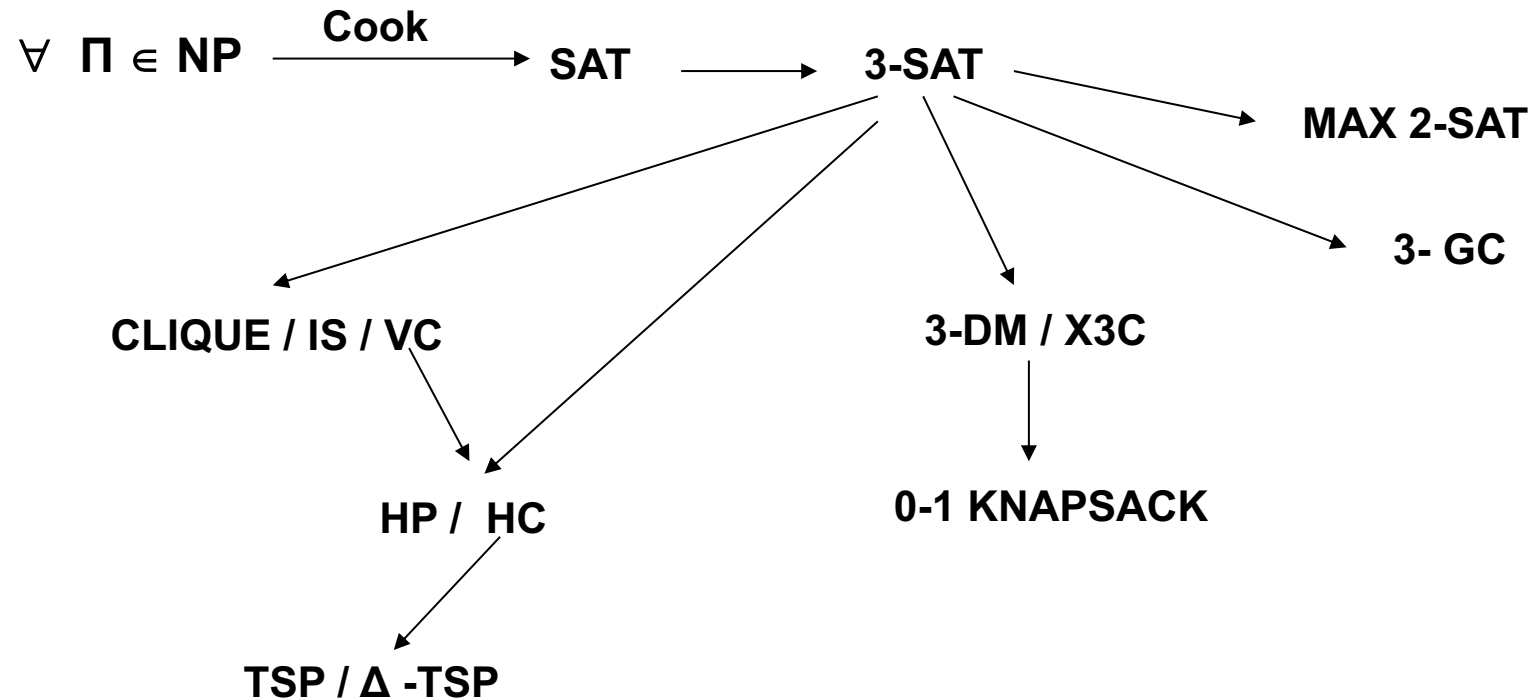 ∀ Π ∈ NP
Cook
SAT
3-SAT
MAX 2-SAT
3- GC
CLIQUE / IS / VC
3-DM / X3C
HP / HC
0-1 KNAPSACK
TSP / Δ -TSP